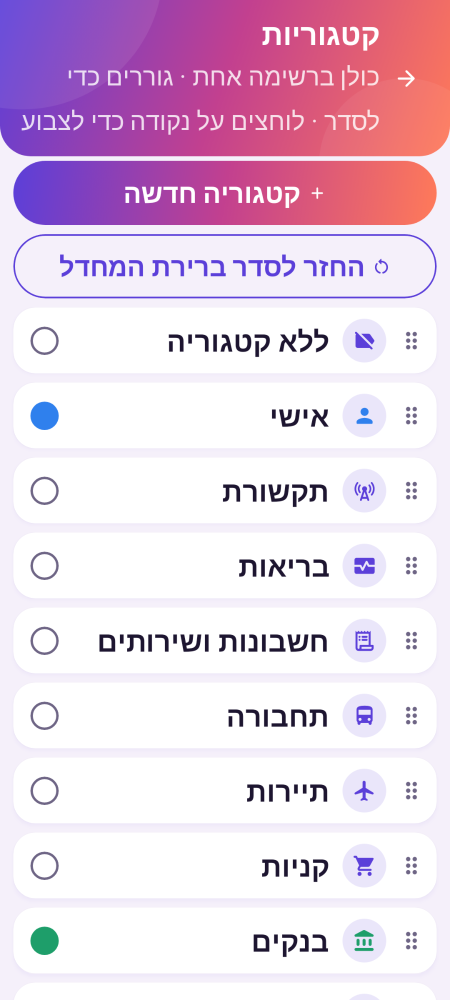 קטגוריות
כולן ברשימה אחת · גוררים כדי
לסדר · לוחצים על נקודה כדי לצבוע
+ קטגוריה חדשה
החזר לסדר ברירת המחדל
ללא קטגוריה
אישי
תקשורת
בריאות
חשבונות ושירותים
תחבורה
תיירות
קניות
בנקים